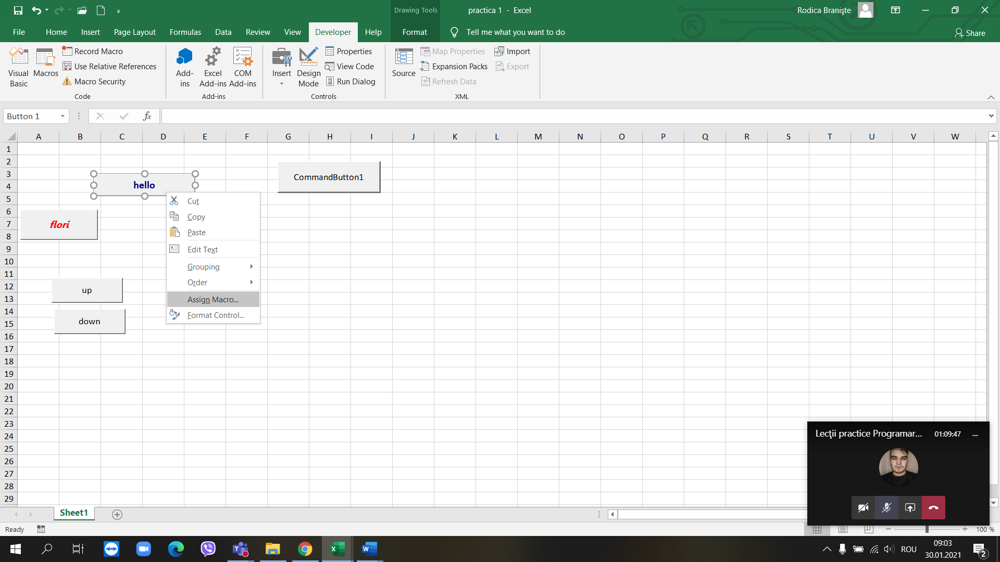 Drawing Tools
practica 1 - Excel
Rodica Braniște
File Home Insert Page Layout Formulas Data Review View Developer Help Format Tell me what you want to do Share
Visual Basic
Macros
Record Macro
Use Relative References
Macro Security
Code
Add-ins
Excel Add-ins
COM Add-ins
Add-ins
Insert
Design Mode
Properties
View Code
Run Dialog
Controls
Source
Map Properties
Expansion Packs
Refresh Data
Import
Export
XML
Button 1
fx
A B C D E F G H I J K L M N O P Q R S T U V W
1
2
3
4
5
6
7
8
9
10
11
12
13
14
15
16
17
18
19
20
21
22
23
24
25
26
27
28
29
hello
CommandButton1
flori
up
down
Cut
Copy
Paste
Edit Text
Grouping
Order
Assign Macro...
Format Control...
Lecții practice Programar... 01:09:47
Sheet1
Ready
100 %
ROU
09:03
30.01.2021
2